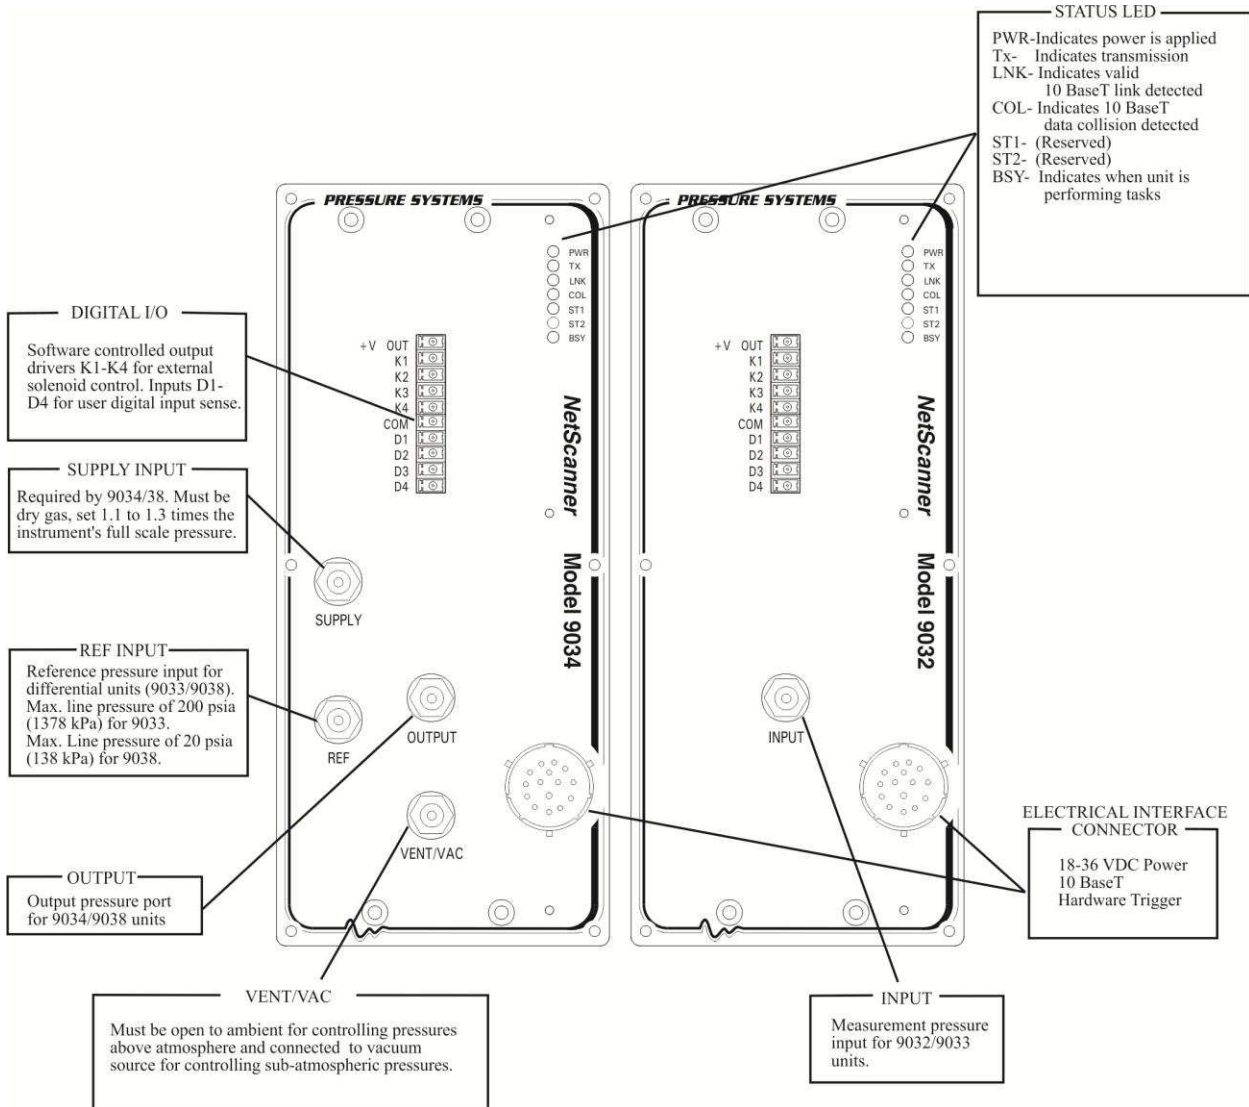 STATUS LED
PWR-Indicates power is applied
Tx- Indicates transmission
LNK- Indicates valid
10 BaseT link detected
COL- Indicates 10 BaseT
data collision detected
ST1- (Reserved)
ST2- (Reserved)
BSY- Indicates when unit is
performing tasks
DIGITAL I/O
Software controlled output
drivers K1-K4 for external
solenoid control. Inputs D1-
D4 for user digital input sense.
SUPPLY INPUT
Required by 9034/38. Must be
dry gas, set 1.1 to 1.3 times the
instrument's full scale pressure.
REF INPUT
Reference pressure input for
differential units (9033/9038).
Max. line pressure of 200 psia
(1378 kPa) for 9033.
Max. Line pressure of 20 psia
(138 kPa) for 9038.
OUTPUT
Output pressure port
for 9034/9038 units
VENT/VAC
Must be open to ambient for controlling pressures
above atmosphere and connected to vacuum
source for controlling sub-atmospheric pressures.
PRESSURE SYSTEMS
PWR
TX
LNK
COL
ST1
ST2
BSY
+V OUT
K1
K2
K3
K4
COM
D1
D2
D3
D4
NetScanner
Model 9034
SUPPLY
REF
OUTPUT
VENT/VAC
PRESSURE SYSTEMS
PWR
TX
LNK
COL
ST1
ST2
BSY
+V OUT
K1
K2
K3
K4
COM
D1
D2
D3
D4
NetScanner
Model 9032
INPUT
ELECTRICAL INTERFACE
CONNECTOR
18-36 VDC Power
10 BaseT
Hardware Trigger
INPUT
Measurement pressure
input for 9032/9033
units.